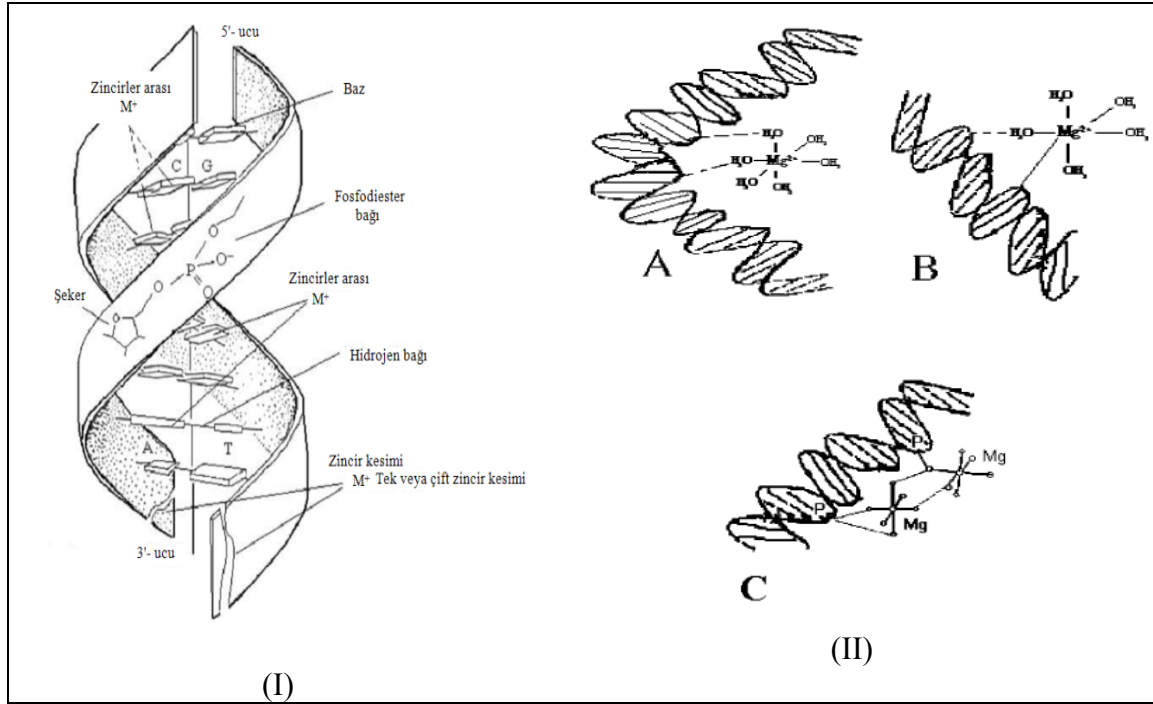 5'- ucu
Zincirler arası
M⁺
Baz
C G
Fosfodiester
bağı
O
O⁻
P
O
O
Şeker
o
Zincirler arası
M⁺
Hidrojen bağı
A T
Zincir kesimi
M⁺ Tek veya çift zincir kesimi
3'- ucu
(I)
H₂O
OH₂
H₂O Mg²⁺ OH₂
H₂O OH₂
A
H₂O
OH₂
H₂O Mg²⁺ OH₂
OH₂
B
P
Mg
P
Mg
C
(II)